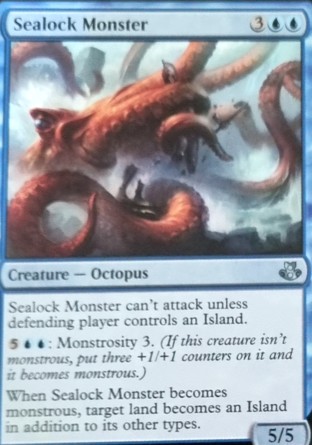 Sealock Monster 3
Creature — Octopus
Sealock Monster can't attack unless
defending player controls an Island.
5: Monstrosity 3. (If this creature isn't
monstrous, put three +1/+1 counters on it and
it becomes monstrous.)
When Sealock Monster becomes
monstrous, target land becomes an Island
in addition to its other types.
5/5